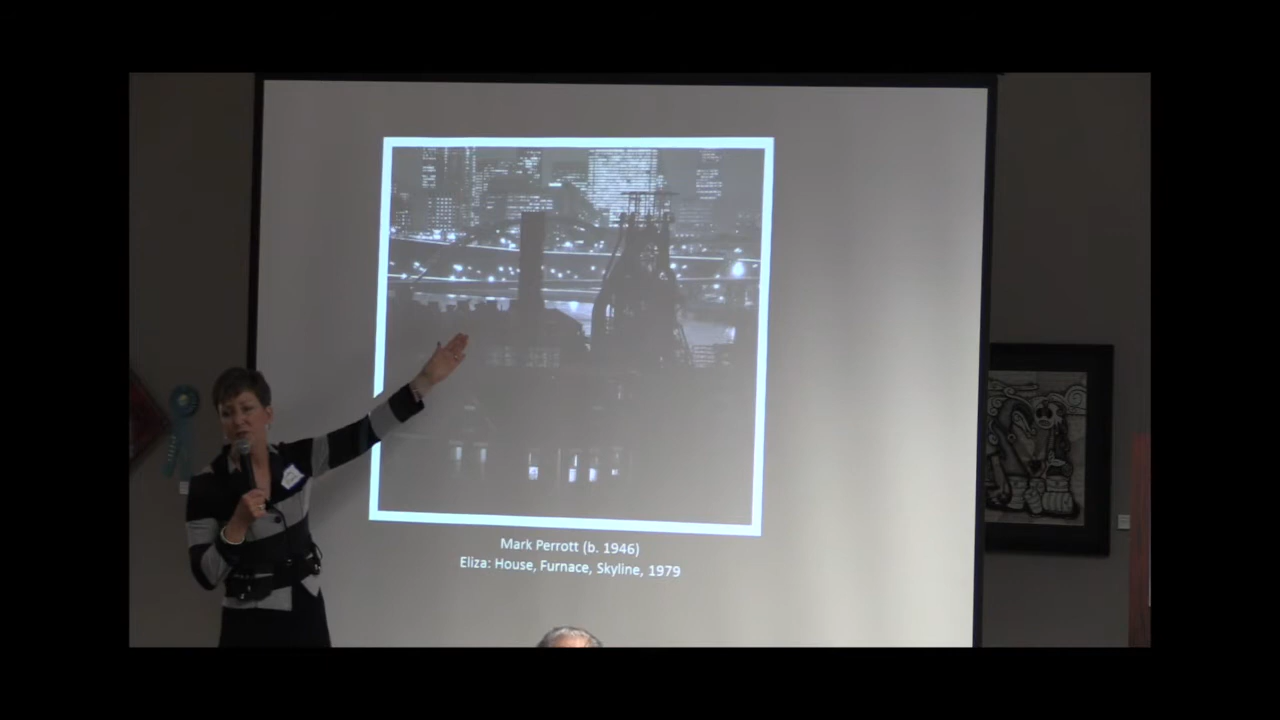 Mark Perrott (b. 1946)
Eliza: House, Furnace, Skyline, 1979